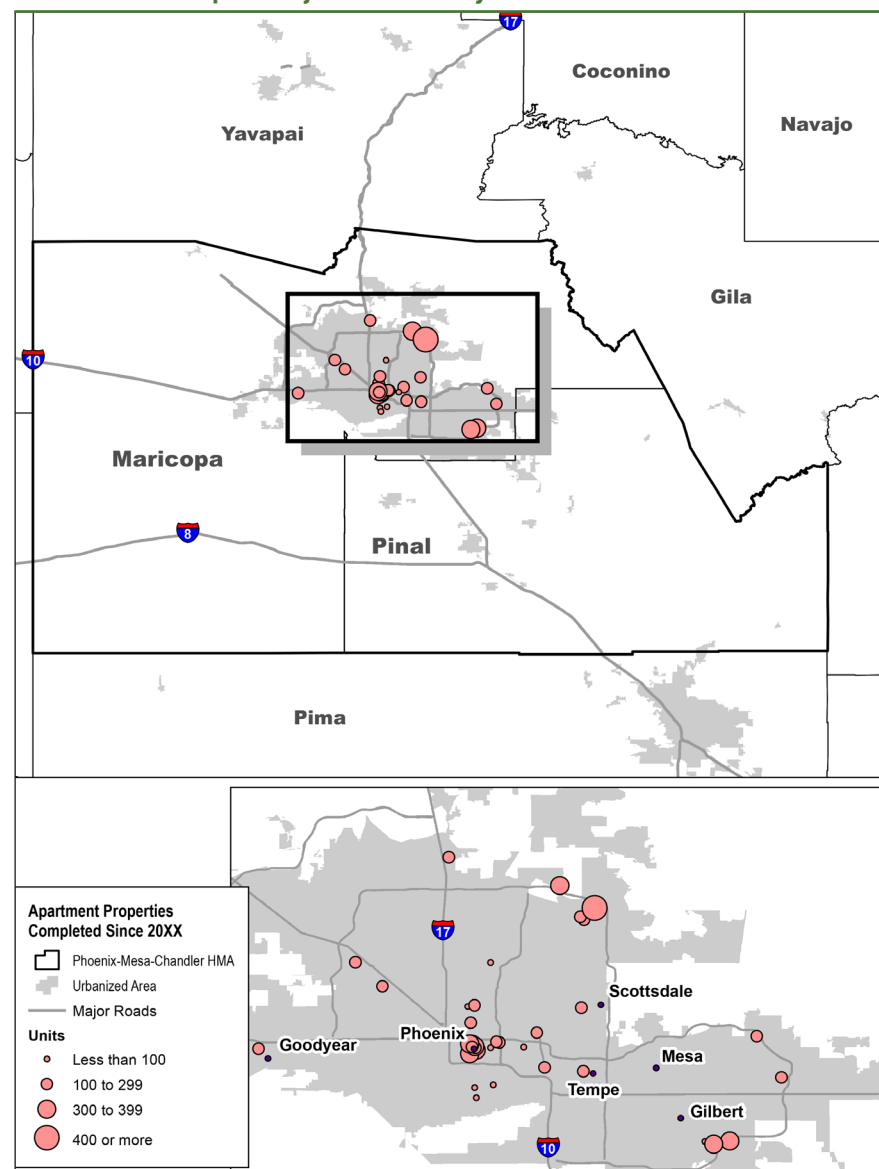 17
Coconino
Navajo
Yavapai
Gila
10
Maricopa
8
Pinal
Pima
Apartment Properties
Completed Since 20XX
Phoenix-Mesa-Chandler HMA
Urbanized Area
Major Roads
Units
Less than 100
100 to 299
300 to 399
400 or more
17
Scottsdale
Phoenix
Goodyear
Mesa
Tempe
Gilbert
10